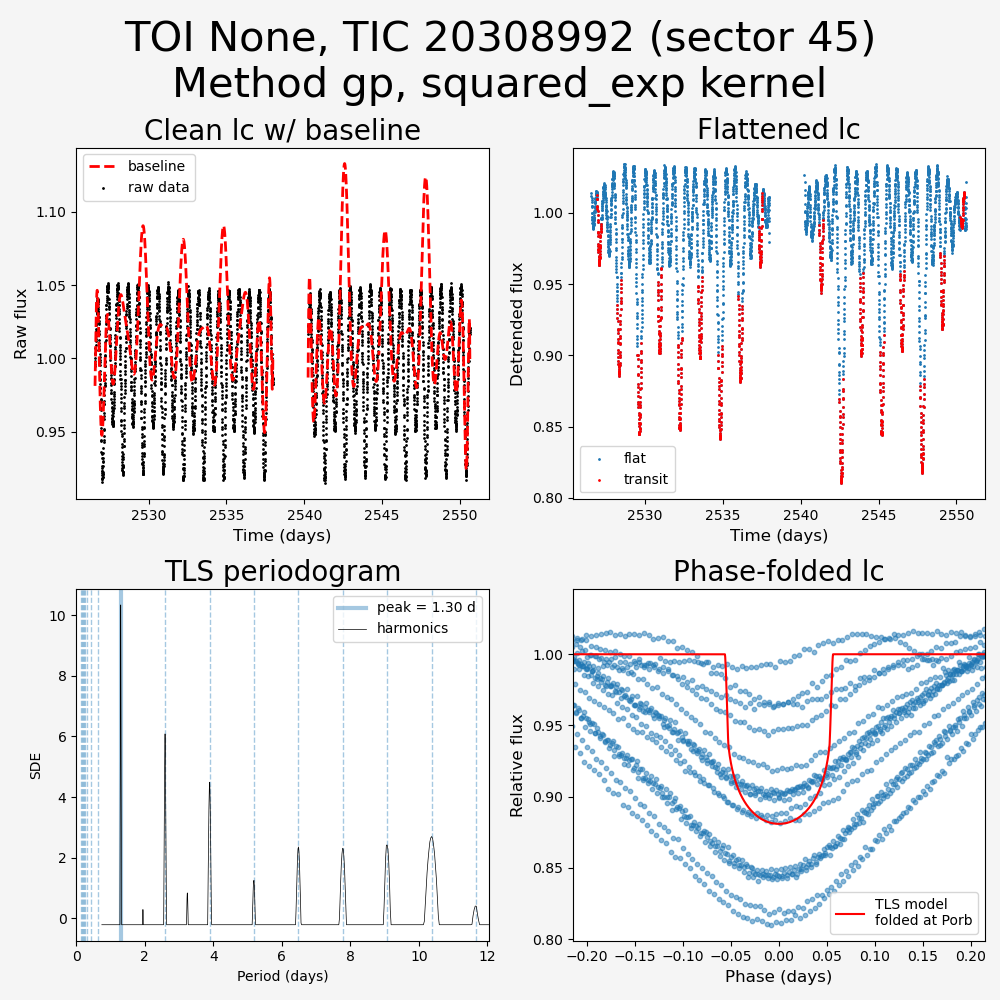 TOI None, TIC 20308992 (sector 45)
Method gp, squared_exp kernel
Clean lc w/ baseline
baseline
raw data
Raw flux
1.10
1.05
1.00
0.95
2530
2535
2540
2545
2550
Time (days)
Flattened lc
flat
transit
Detrended flux
1.00
0.95
0.90
0.85
0.80
2530
2535
2540
2545
2550
Time (days)
TLS periodogram
peak = 1.30 d
harmonics
SDE
10
8
6
4
2
0
0
2
4
6
8
10
12
Period (days)
Phase-folded lc
TLS model
folded at Porb
Relative flux
1.00
0.95
0.90
0.85
0.80
−0.20
−0.15
−0.10
−0.05
0.00
0.05
0.10
0.15
0.20
Phase (days)